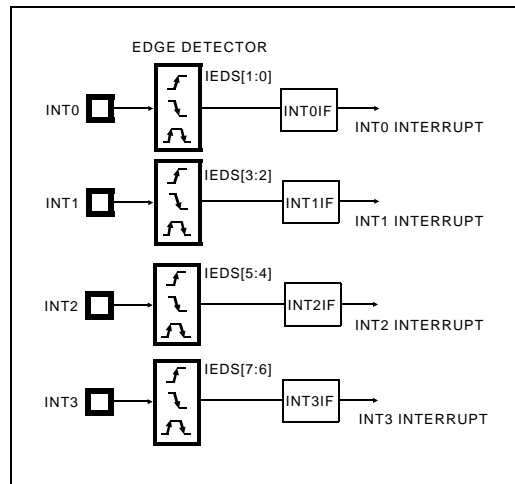 EDGE DETECTOR
IEDS[1:0]
INT0
INT0IF
INT0 INTERRUPT
IEDS[3:2]
INT1
INT1IF
INT1 INTERRUPT
IEDS[5:4]
INT2
INT2IF
INT2 INTERRUPT
IEDS[7:6]
INT3
INT3IF
INT3 INTERRUPT